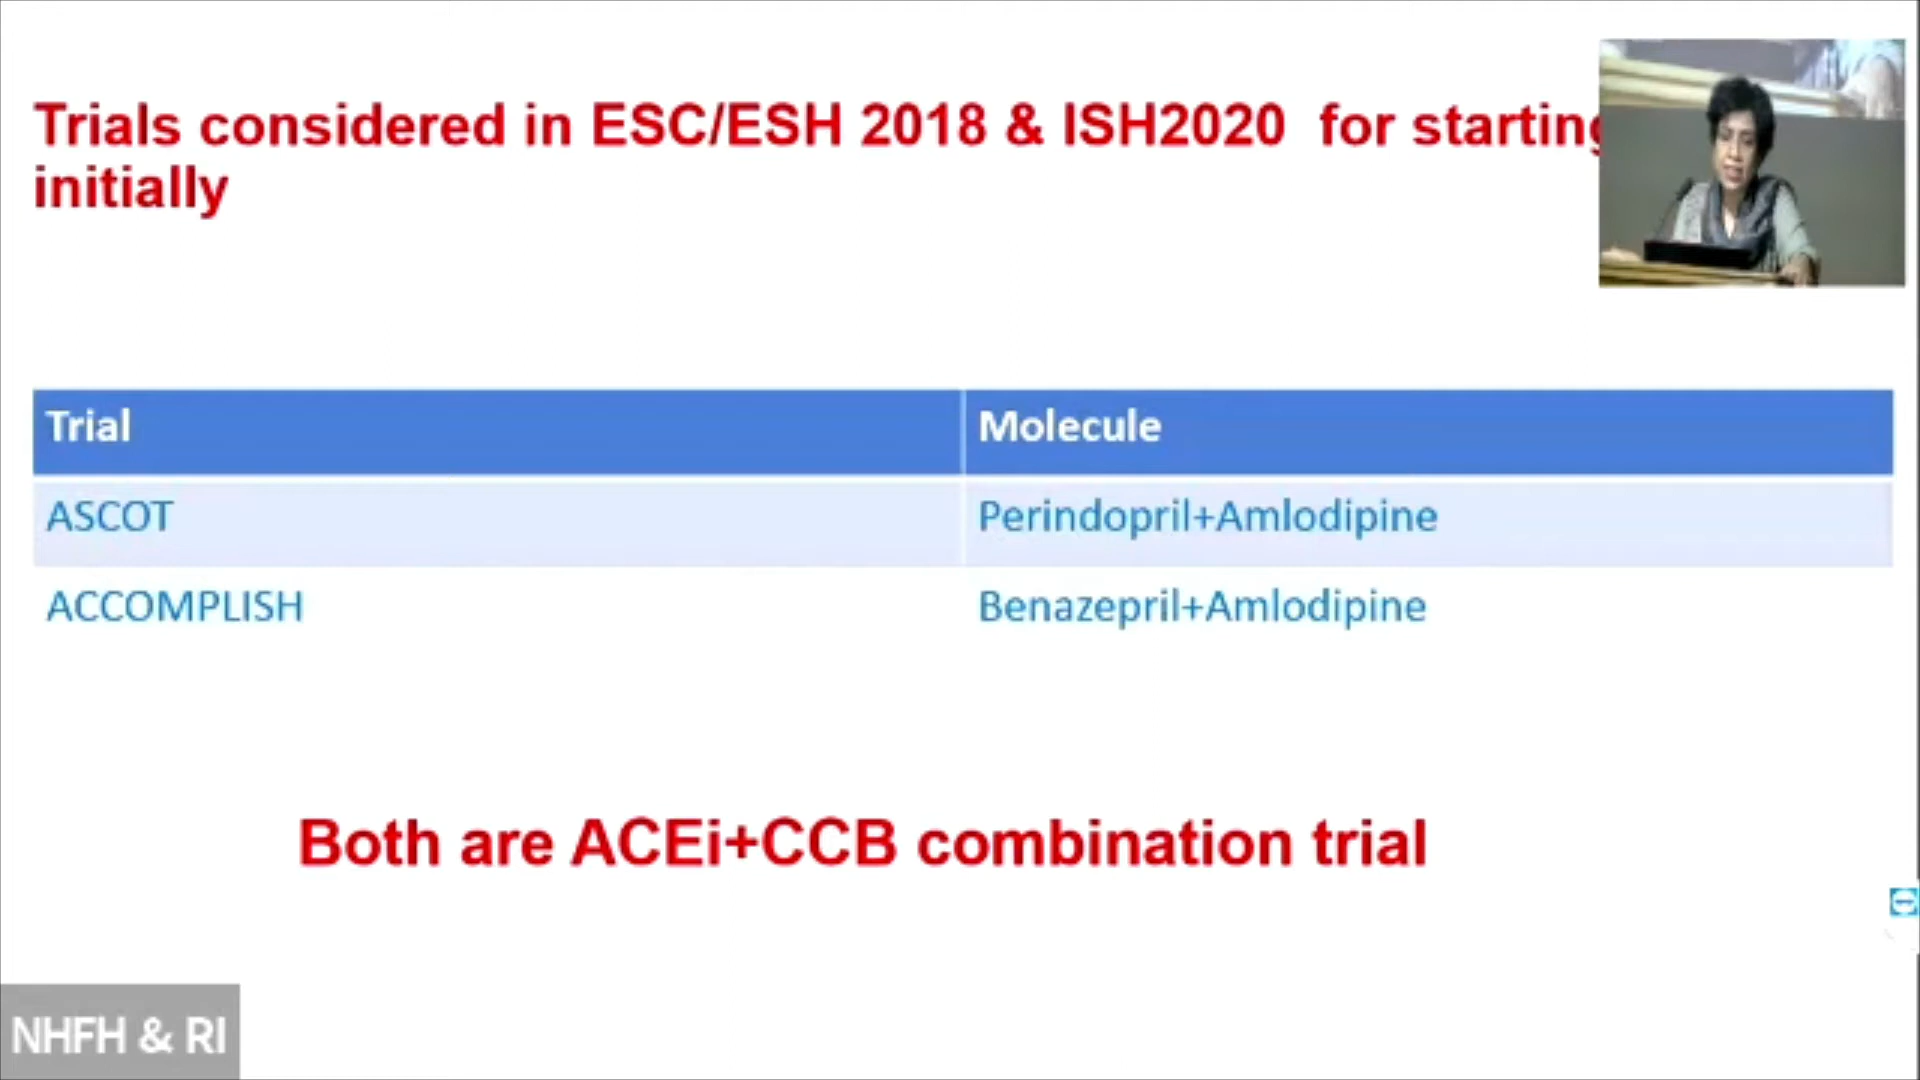 Trials considered in ESC/ESH 2018 & ISH2020 for starting
initially
Trial Molecule
ASCOT Perindopril+Amlodipine
ACCOMPLISH Benazepril+Amlodipine
Both are ACEi+CCB combination trial
NHFH & RI